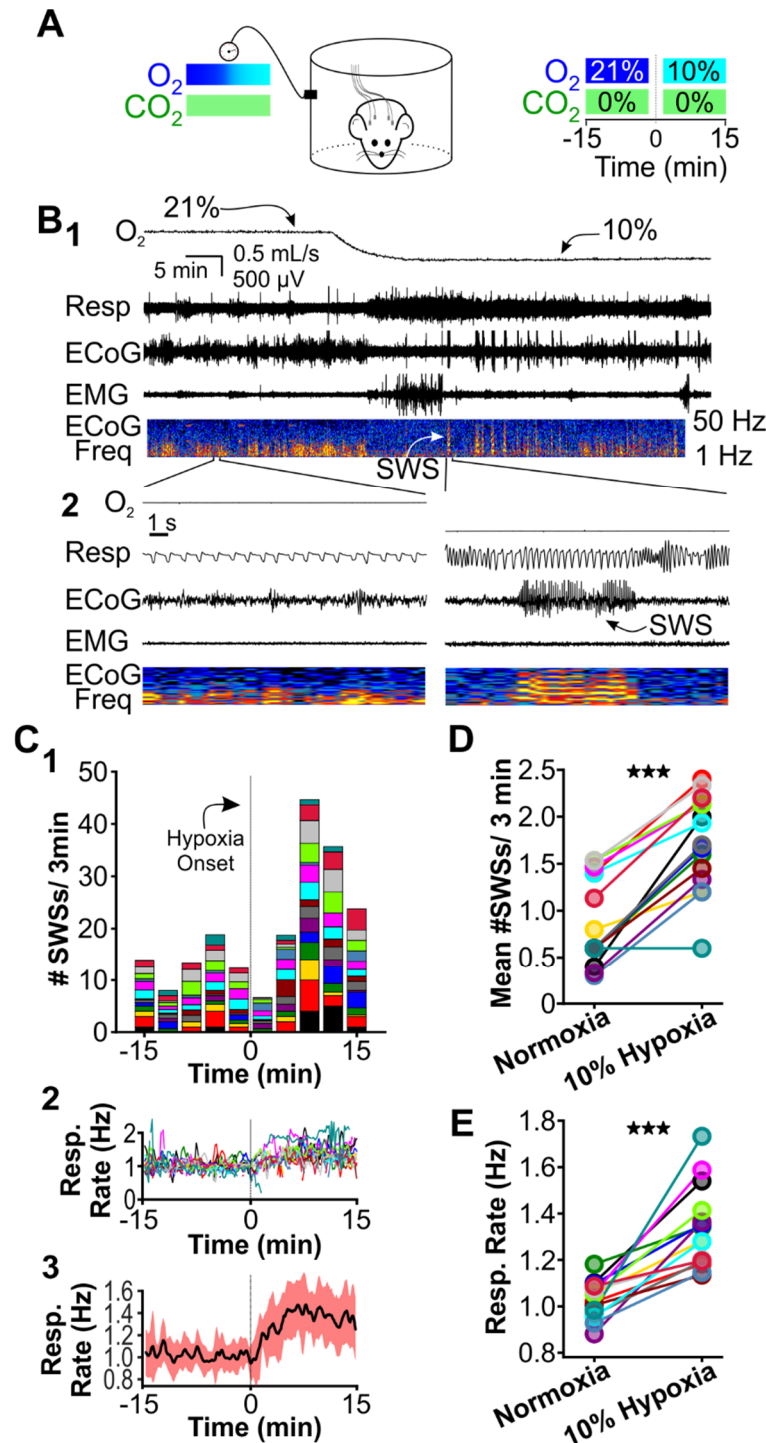 A
O2
CO2
O2 21% 10%
CO2 0% 0%
-15 0 15
Time (min)
B1
21%
O2
10%
5 min
0.5 mL/s
500 µV
Resp
ECoG
EMG
ECoG
Freq
50 Hz
1 Hz
SWS
2
O2
1 s
Resp
ECoG
SWS
EMG
ECoG
Freq
C1
# SWSs/ 3min
50
40
30
20
10
0
Hypoxia
Onset
-15 0 15
Time (min)
D
★★★
Mean #SWSs/ 3 min
2.5
2.0
1.5
1.0
0.5
0
Normoxia
10% Hypoxia
2
Resp.
Rate (Hz)
2
1
0
-15 0 15
Time (min)
3
Resp.
Rate (Hz)
1.6
1.4
1.2
1.0
0.8
-15 0 15
Time (min)
E
★★★
Resp. Rate (Hz)
1.8
1.6
1.4
1.2
1.0
0.8
Normoxia
10% Hypoxia